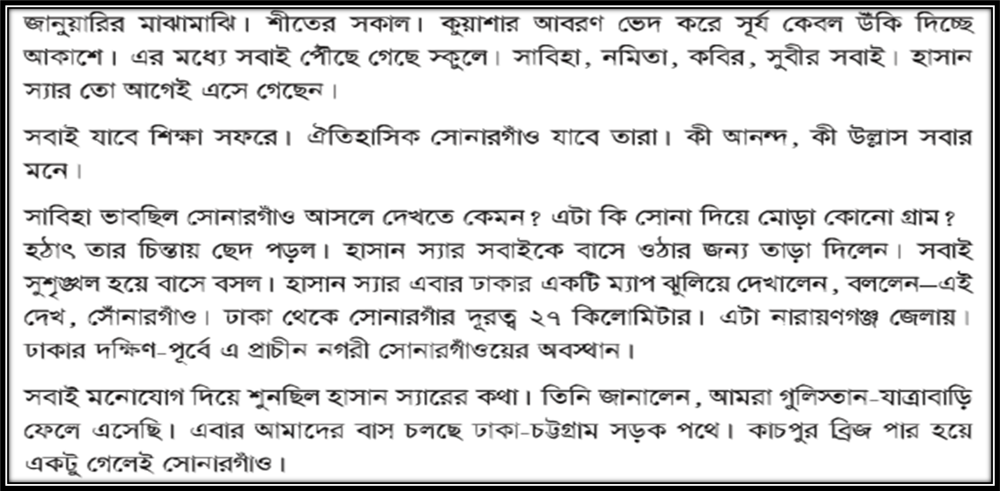 জানুয়ারির মাঝামাঝি। শীতের সকাল। কুয়াশার আবরণ ভেদ করে সূর্য কেবল উঁকি দিচ্ছে
আকাশে। এর মধ্যে সবাই পৌঁছে গেছে স্কুলে। সাবিহা, নমিতা, কবির, সুবীর সবাই। হাসান
স্যার তো আগেই এসে গেছেন।
সবাই যাবে শিক্ষা সফরে। ঐতিহাসিক সোনারগাঁও যাবে তারা। কী আনন্দ, কী উল্লাস সবার
মনে।
সাবিহা ভাবছিল সোনারগাঁও আসলে দেখতে কেমন? এটা কি সোনা দিয়ে মোড়া কোনো গ্রাম?
হঠাৎ তার চিন্তায় ছেদ পড়ল। হাসান স্যার সবাইকে বাসে ওঠার জন্য তাড়া দিলেন। সবাই
সুশৃঙ্খল হয়ে বাসে বসল। হাসান স্যার এবার ঢাকার একটি ম্যাপ ঝুলিয়ে দেখালেন, বললেন—এই
দেখ, সোঁনারগাঁও। ঢাকা থেকে সোনারগাঁর দূরত্ব ২৭ কিলোমিটার। এটা নারায়ণগঞ্জ জেলায়।
ঢাকার দক্ষিণ-পূর্বে এ প্রাচীন নগরী সোনারগাঁওয়ের অবস্থান।
সবাই মনোযোগ দিয়ে শুনছিল হাসান স্যারের কথা। তিনি জানালেন, আমরা গুলিস্তান-যাত্রাবাড়ি
ফেলে এসেছি। এবার আমাদের বাস চলছে ঢাকা-চট্টগ্রাম সড়ক পথে। কাচপুর ব্রিজ পার হয়ে
একটু গেলেই সোনারগাঁও।